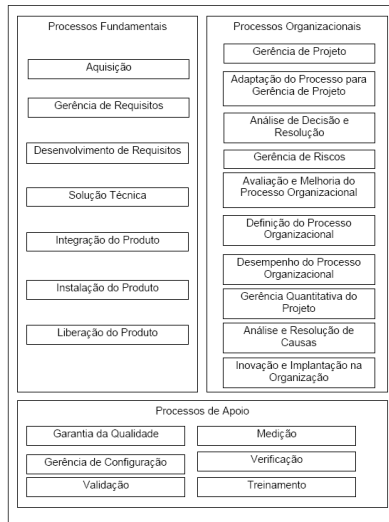 Processos Fundamentais
Aquisição
Gerência de Requisitos
Desenvolvimento de Requisitos
Solução Técnica
Integração do Produto
Instalação do Produto
Liberação do Produto
Processos Organizacionais
Gerência de Projeto
Adaptação do Processo para
Gerência de Projeto
Análise de Decisão e
Resolução
Gerência de Riscos
Avaliação e Melhoria do
Processo Organizacional
Definição do Processo
Organizacional
Desempenho do Processo
Organizacional
Gerência Quantitativa do
Projeto
Análise e Resolução de
Causas
Inovação e Implantação na
Organização
Processos de Apoio
Garantia da Qualidade
Medição
Gerência de Configuração
Verificação
Validação
Treinamento